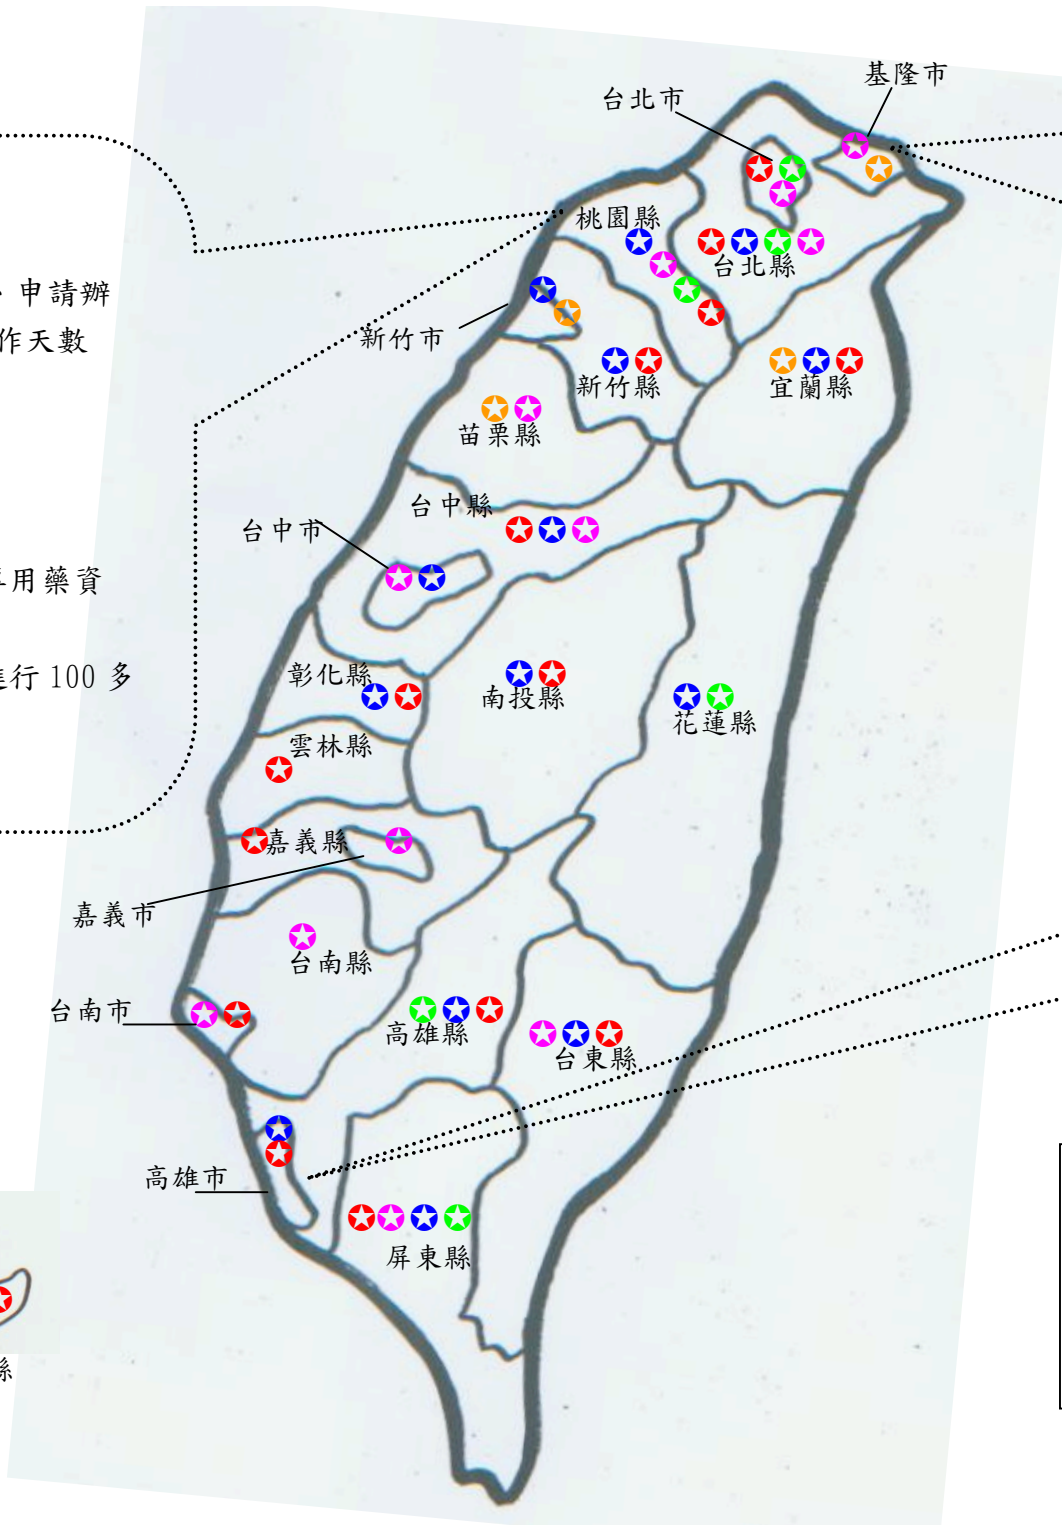 基隆市
台北市
桃園縣
台北縣
、申請辦
作天數
新竹市
新竹縣
宜蘭縣
苗栗縣
台中縣
台中市
用藥資
彰化縣
進行 100 多
南投縣
花蓮縣
雲林縣
嘉義縣
嘉義市
台南縣
台南市
高雄縣
台東縣
高雄市
屏東縣
縣